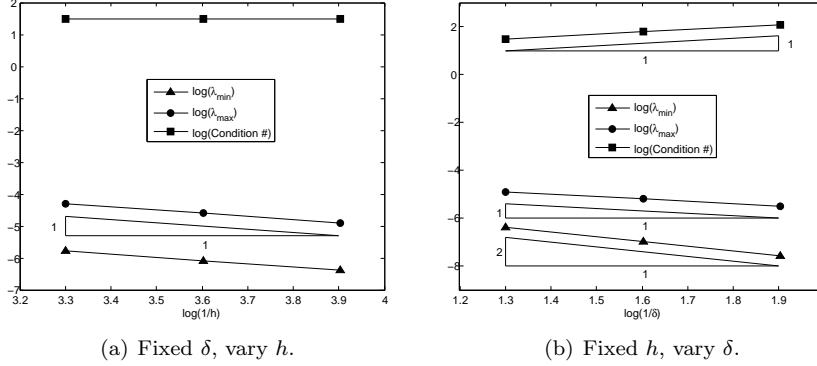 2
1
0
−1
−2
−3
−4
−5
−6
−7
log(λmin)
log(λmax)
log(Condition #)
1
1
3.2 3.3 3.4 3.5 3.6 3.7 3.8 3.9 4
log(1/h)
(a) Fixed δ, vary h.
2
0
−2
−4
−6
−8
1
1
log(λmin)
log(λmax)
log(Condition #)
1
1
2
1
1.2 1.3 1.4 1.5 1.6 1.7 1.8 1.9
log(1/δ)
(b) Fixed h, vary δ.